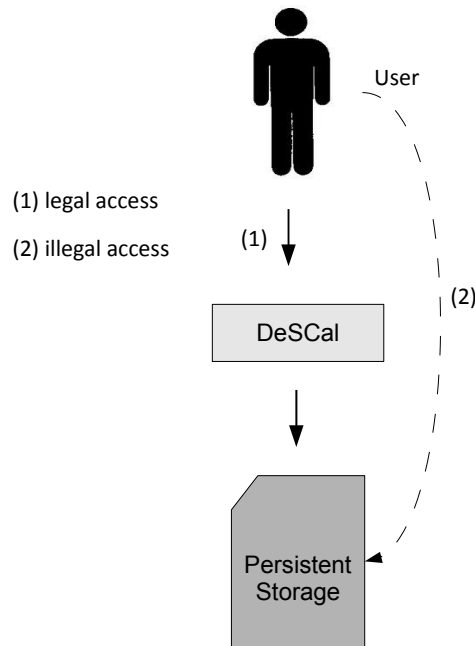 User
(1) legal access
(2) illegal access
(1)
(2)
DeSCal
Persistent
Storage